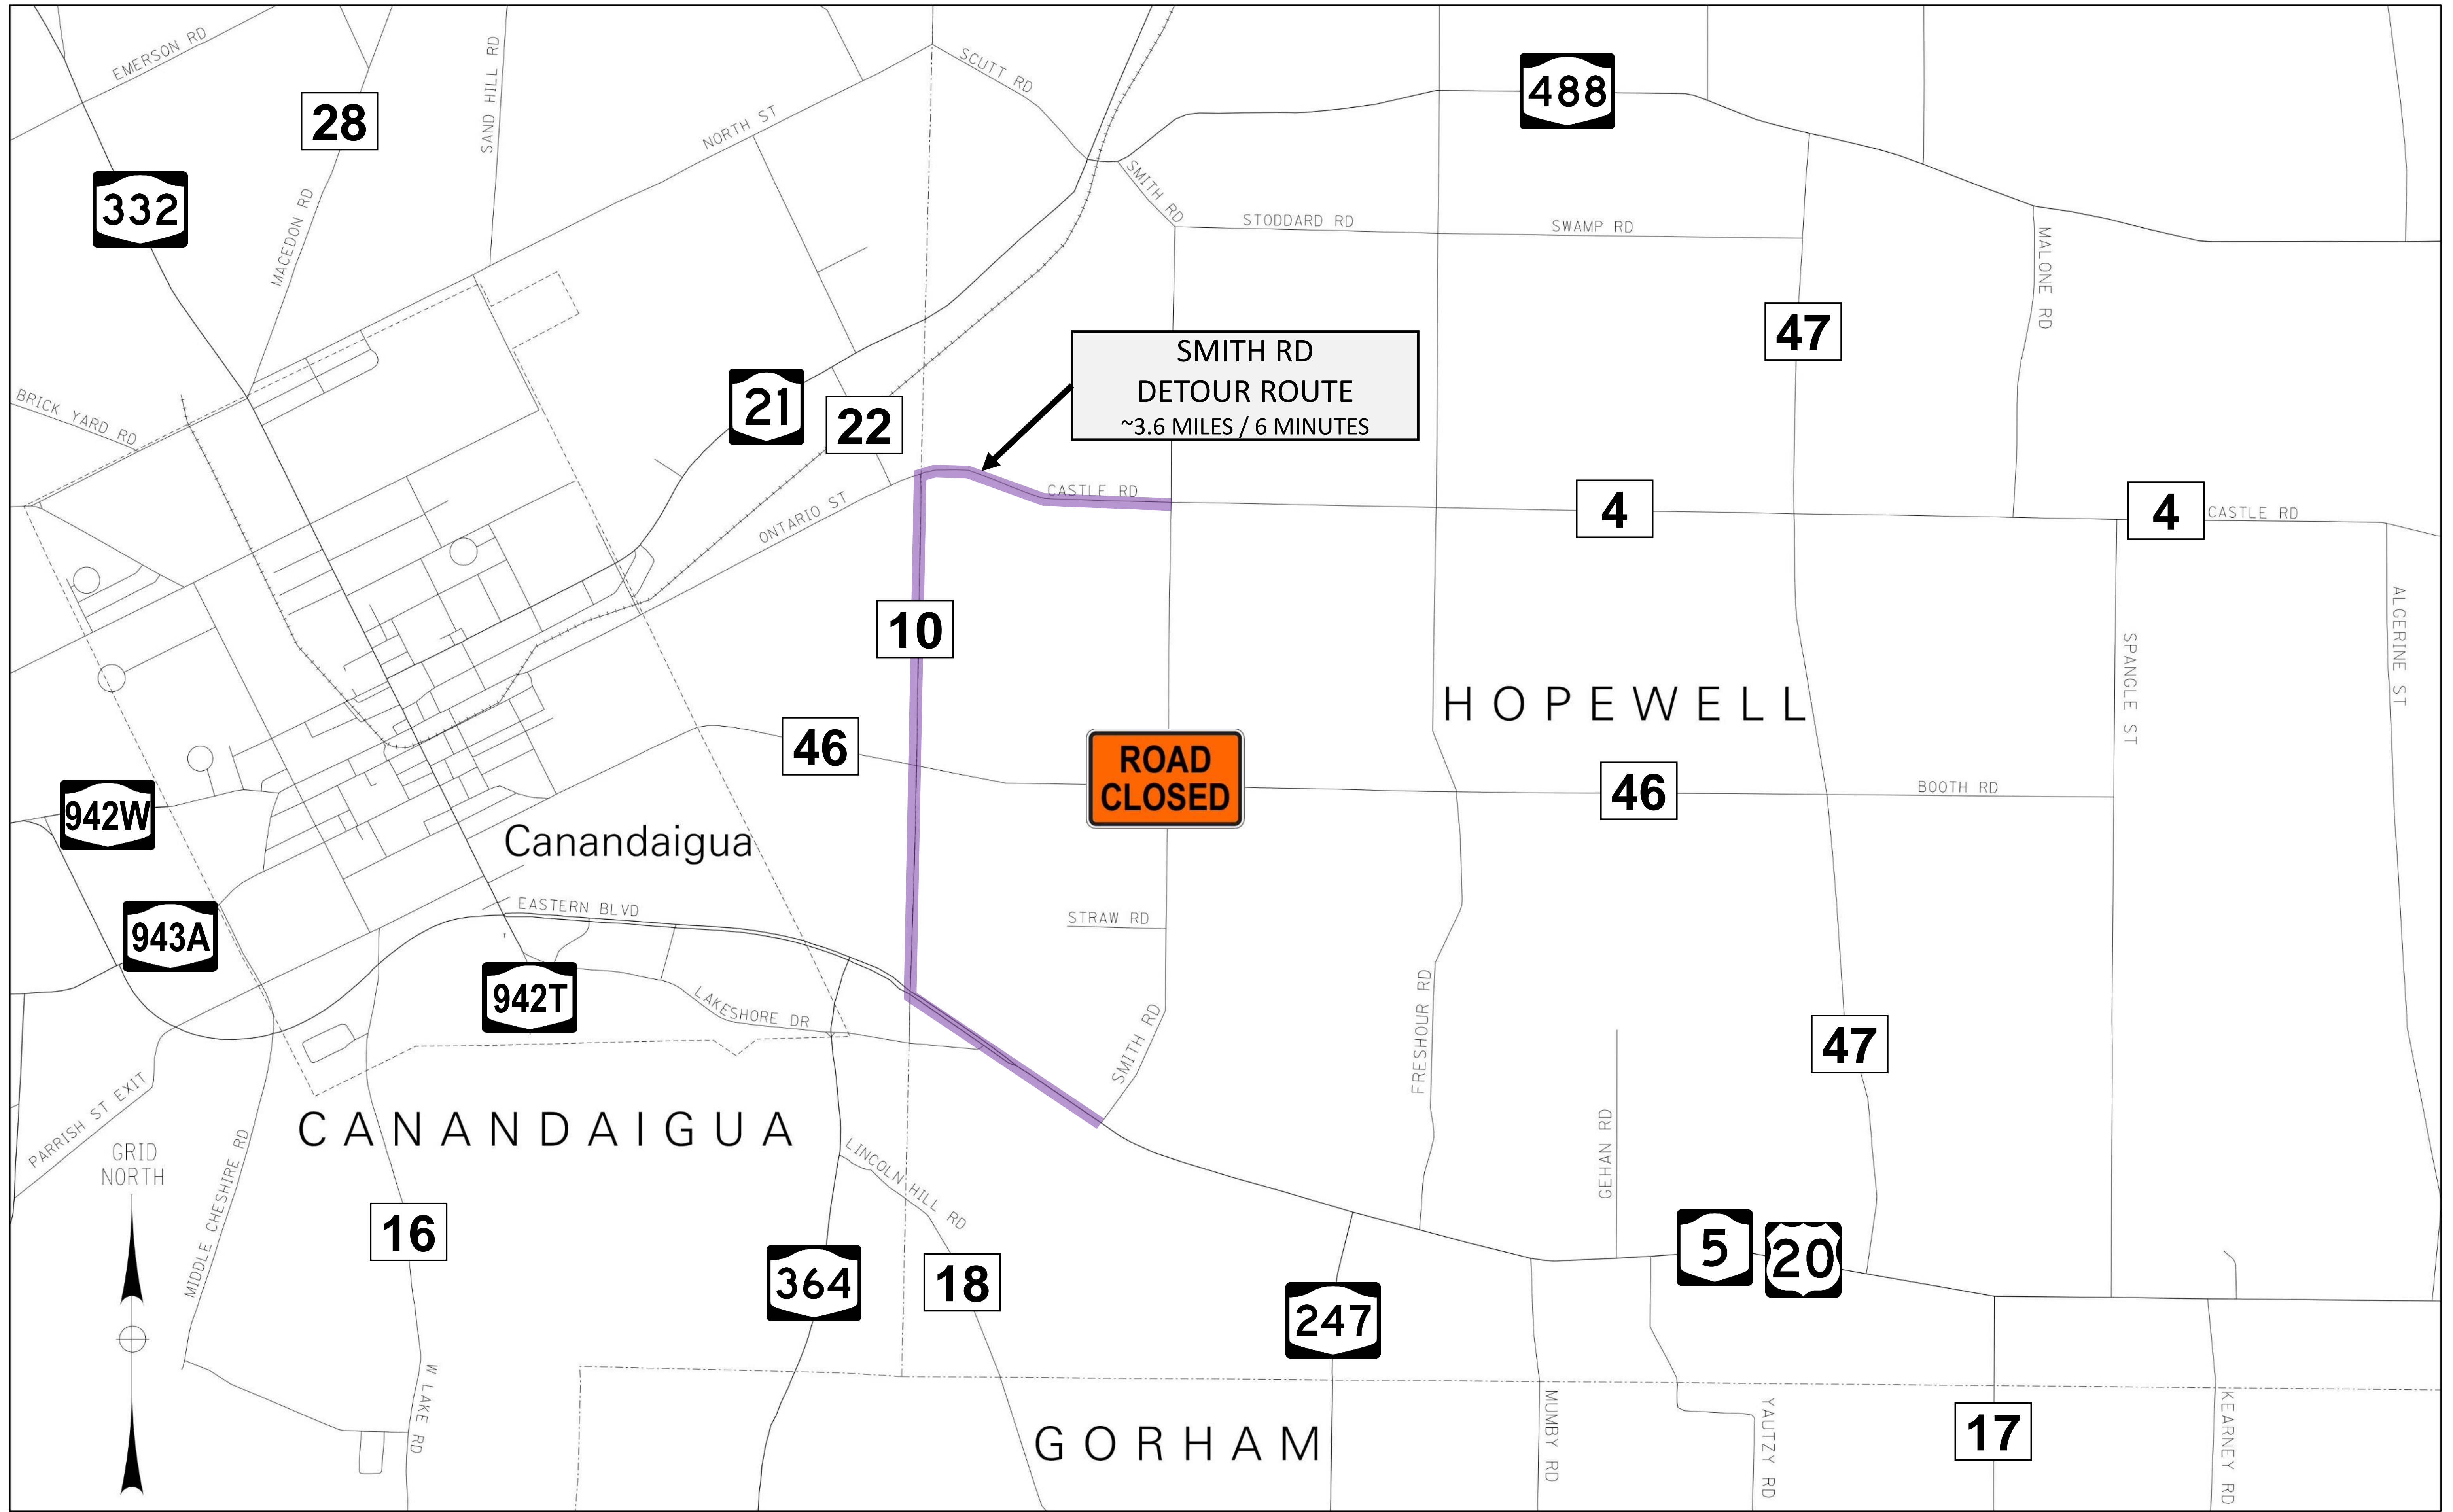 EMERSON RD
28
SAND HILL RD
NORTH ST
SCUTT RD
488
332
MACEDON RD
SMITH RD
STODDARD RD
SWAMP RD
MALONE RD
47
SMITH RD
DETOUR ROUTE
~3.6 MILES / 6 MINUTES
BRICK YARD RD
21
22
ONTARIO ST
CASTLE RD
4
4
CASTLE RD
10
ALGERINE ST
SPANGLE ST
HOPEWELL
46
ROAD
CLOSED
46
BOOTH RD
942W
Canandaigua
EASTERN BLVD
STRAW RD
943A
942T
LAKESHORE DR
SMITH RD
FRESHOUR RD
47
PARRISH ST EXIT
CANANDAIGUA
GRID
NORTH
MIDDLE CHESHIRE RD
LINCOLN HILL RD
GEHAN RD
16
364
18
247
5
20
W LAKE RD
GORHAM
MUMBY RD
YAUTZY RD
17
KEARNEY RD